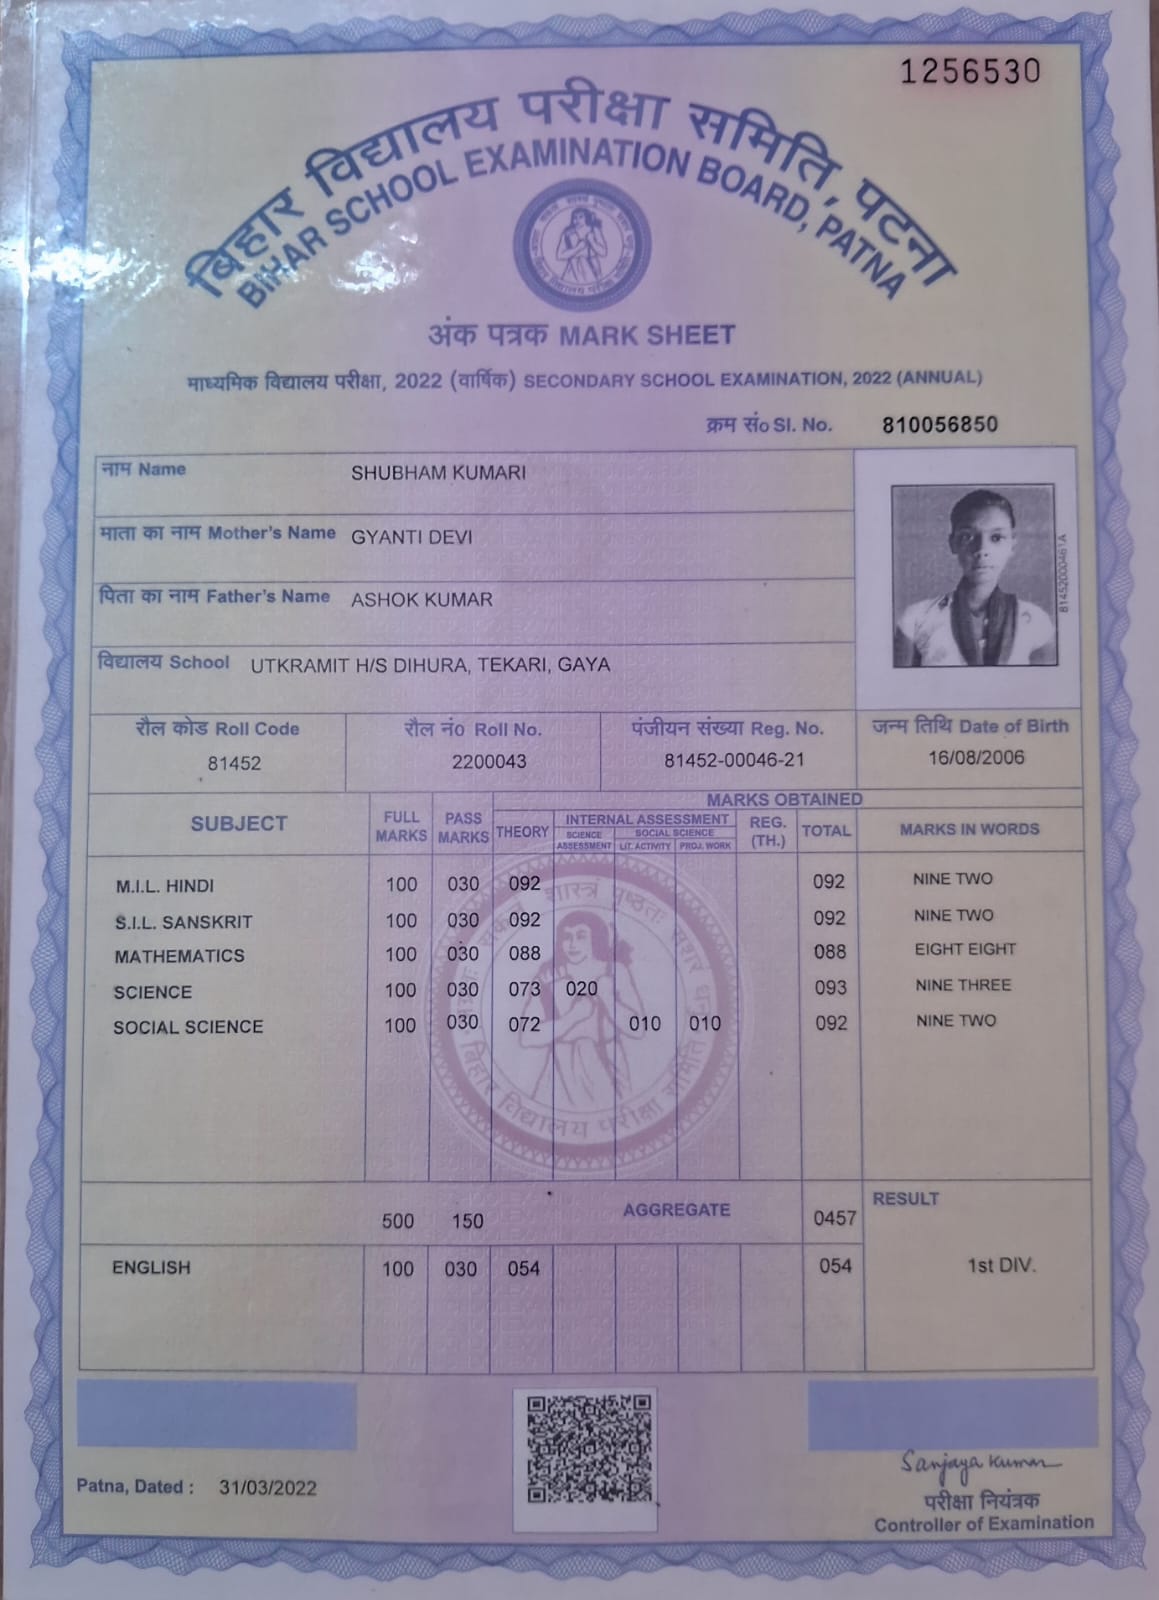 1256530
बिहार विद्यालय परीक्षा समिति, पटना
BIHAR SCHOOL EXAMINATION BOARD, PATNA
अंक पत्रक MARK SHEET
माध्यमिक विद्यालय परीक्षा, 2022 (वार्षिक) SECONDARY SCHOOL EXAMINATION, 2022 (ANNUAL)
क्रम सं० Sl. No. 810056850
नाम Name SHUBHAM KUMARI
माता का नाम Mother's Name GYANTI DEVI
पिता का नाम Father's Name ASHOK KUMAR
विद्यालय School UTKRAMIT H/S DIHURA, TEKARI, GAYA
रौल कोड Roll Code रौल नं० Roll No. पंजीयन संख्या Reg. No. जन्म तिथि Date of Birth
81452 2200043 81452-00046-21 16/08/2006
MARKS OBTAINED
SUBJECT FULL MARKS PASS MARKS THEORY INTERNAL ASSESSMENT REG. (TH.) TOTAL MARKS IN WORDS
SCIENCE ASSESSMENT SOCIAL SCIENCE
LIT. ACTIVITY PROJ. WORK
M.I.L. HINDI 100 030 092 092 NINE TWO
S.I.L. SANSKRIT 100 030 092 092 NINE TWO
MATHEMATICS 100 030 088 088 EIGHT EIGHT
SCIENCE 100 030 073 020 093 NINE THREE
SOCIAL SCIENCE 100 030 072 010 010 092 NINE TWO
बिहार विद्यालय परीक्षा समिति
500 150 AGGREGATE 0457 RESULT
ENGLISH 100 030 054 054 1st DIV.
Patna, Dated : 31/03/2022
Sanjaya Kumar
परीक्षा नियंत्रक
Controller of Examination